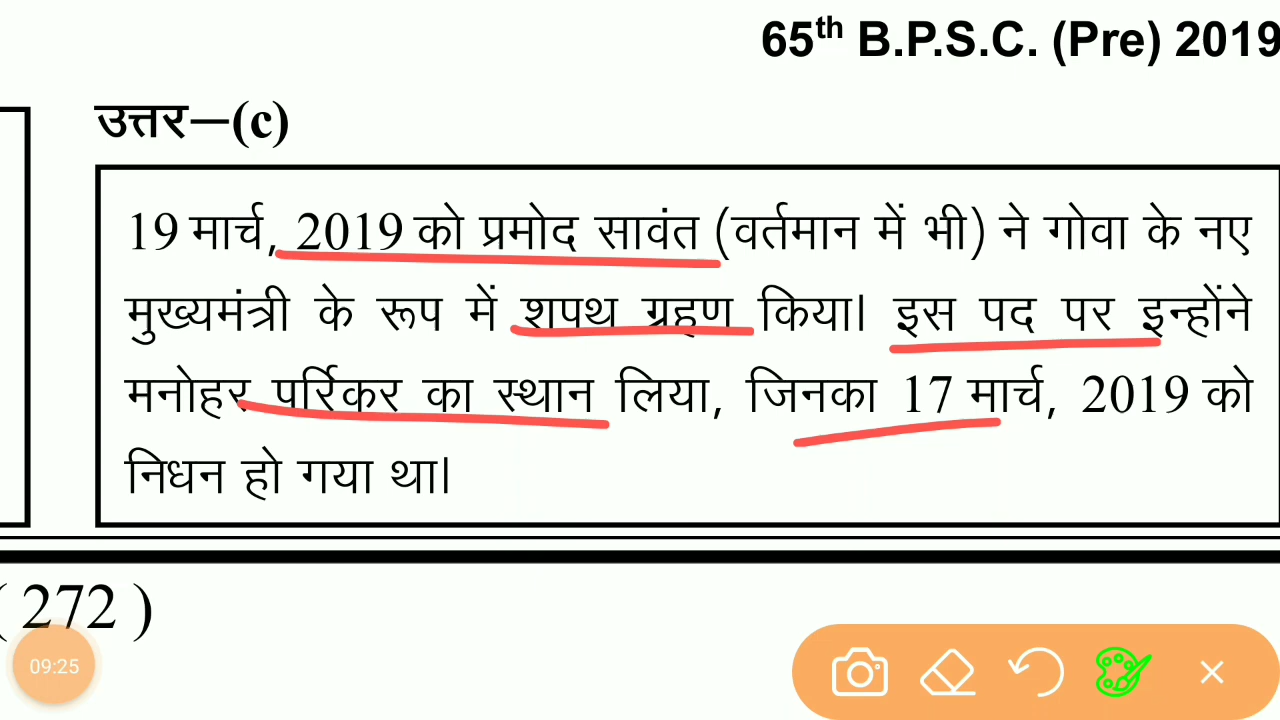 65th B.P.S.C. (Pre) 2019
उत्तर—(c)
19 मार्च, 2019 को प्रमोद सावंत (वर्तमान में भी) ने गोवा के नए
मुख्यमंत्री के रूप में शपथ ग्रहण किया। इस पद पर इन्होंने
मनोहर पर्रिकर का स्थान लिया, जिनका 17 मार्च, 2019 को
निधन हो गया था।
( 272 )
09:25